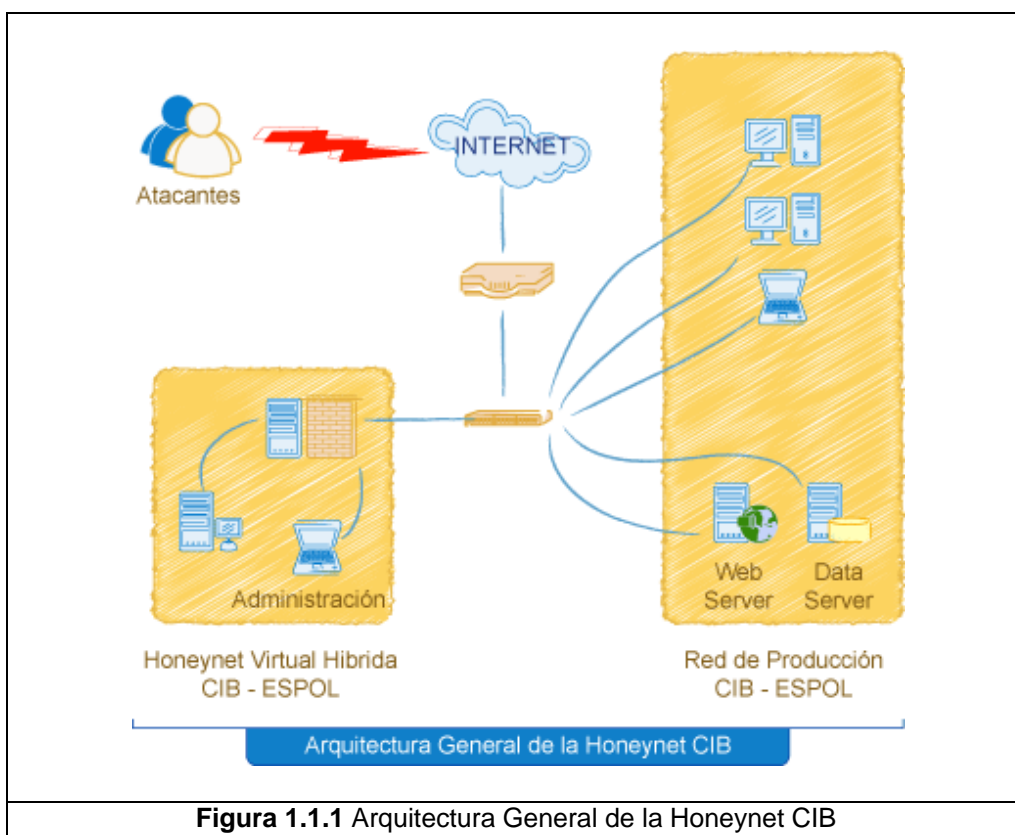 Atacantes
INTERNET
Administración
Web
Server
Data
Server
Honeynet Virtual Hibrida
CIB - ESPOL
Red de Producción
CIB - ESPOL
Arquitectura General de la Honeynet CIB
Figura 1.1.1 Arquitectura General de la Honeynet CIB